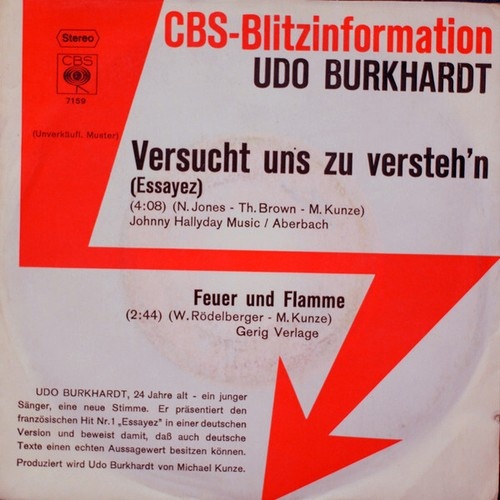 CBS-Blitzinformation
Stereo
UDO BURKHARDT
CBS
7159
(Unverkäufl. Muster)
Versucht uns zu versteh'n
(Essayez)
(4:08) (N. Jones - Th. Brown - M. Kunze)
Johnny Hallyday Music / Aberbach
Feuer und Flamme
(2:44) (W. Rödelberger - M. Kunze)
Gerig Verlage
UDO BURKHARDT, 24 Jahre alt - ein junger
Sänger, eine neue Stimme. Er präsentiert den
französischen Hit Nr. 1 „Essayez" in einer deutschen
Version und beweist damit, daß auch deutsche
Texte einen echten Aussagewert besitzen können.
Produziert wird Udo Burkhardt von Michael Kunze.